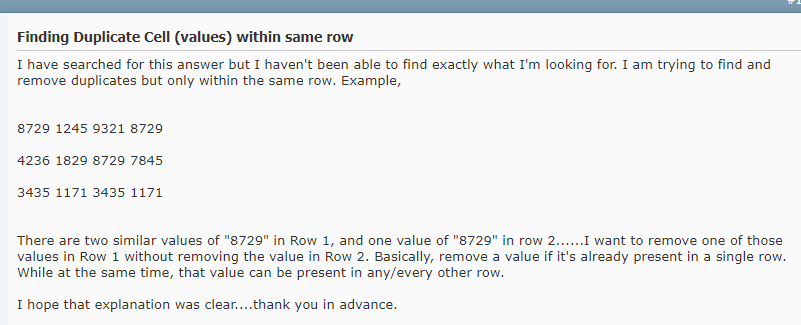 Finding Duplicate Cell (values) within same row
I have searched for this answer but I haven't been able to find exactly what I'm looking for. I am trying to find and
remove duplicates but only within the same row. Example,
8729 1245 9321 8729
4236 1829 8729 7845
3435 1171 3435 1171
There are two similar values of "8729" in Row 1, and one value of "8729" in row 2......I want to remove one of those
values in Row 1 without removing the value in Row 2. Basically, remove a value if it's already present in a single row.
While at the same time, that value can be present in any/every other row.
I hope that explanation was clear....thank you in advance.